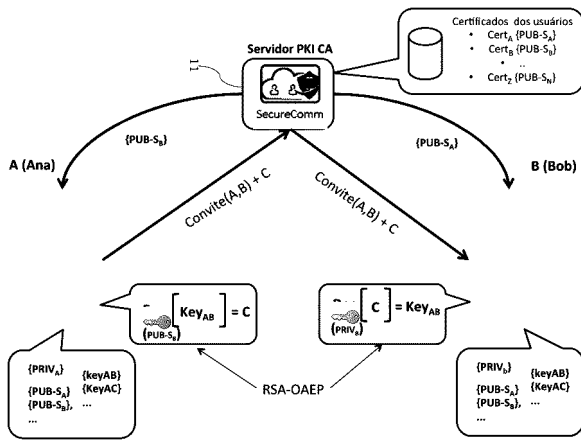 Certificados dos usuários
• Cert_A {PUB-S_A}
• Cert_B {PUB-S_B}
• ..
• Cert_Z {PUB-S_N}
Servidor PKI CA
11
SecureComm
{PUB-S_B}
{PUB-S_A}
A (Ana)
B (Bob)
Convite(A,B) + C
Convite(A,B) + C
[Key_AB] = C
(PUB-S_B)
[C] = Key_AB
(PRIV_B)
RSA-OAEP
{PRIV_A}
{keyAB}
{PUB-S_A} {KeyAC}
{PUB-S_B}, ...
...
{PRIV_b}
{keyAB}
{PUB-S_A} {KeyAC}
{PUB-S_B}, ...
...